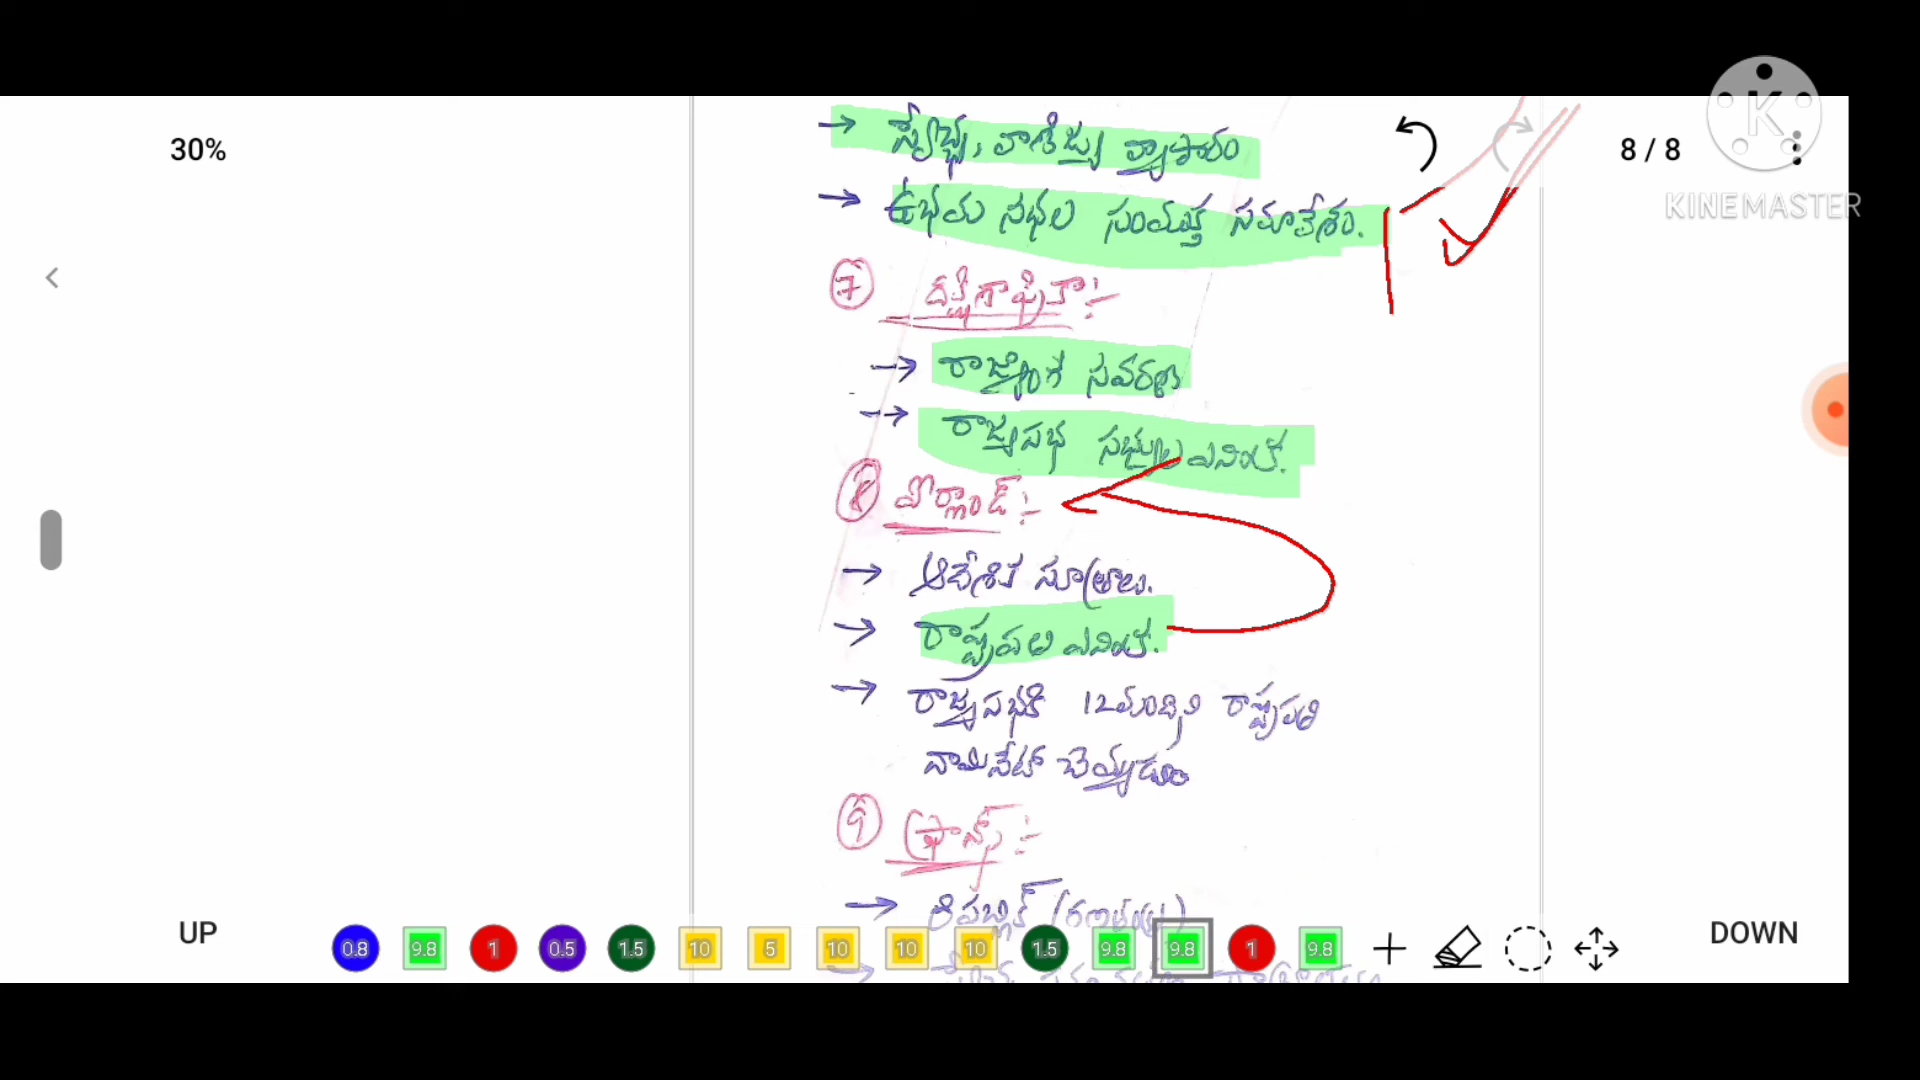 30%
8 / 8
KINEMASTER
→ స్వేచ్ఛ, వాణిజ్య వ్యాపారం
→ ఉభయ సభల సంయుక్త సమావేశం.
7 దక్షిణాఫ్రికా :-
→ రాజ్యాంగ సవరణ
→ రాజ్యసభ సభ్యుల ఎనిక.
8 ఐర్లాండ్ :-
→ ఆదేశిక సూత్రాలు.
→ రాష్ట్రపతి ఎనిక.
→ రాజ్యసభకి 12మందిని రాష్ట్రపతి
నామినేట్ చెయ్యడం
9 ఫ్రాన్స్ :-
→ రిపబ్లిక్
UP
0.8 9.8 1 0.5 1.5 10 5 10 10 10 1.5 9.8 9.8 1 9.8
DOWN